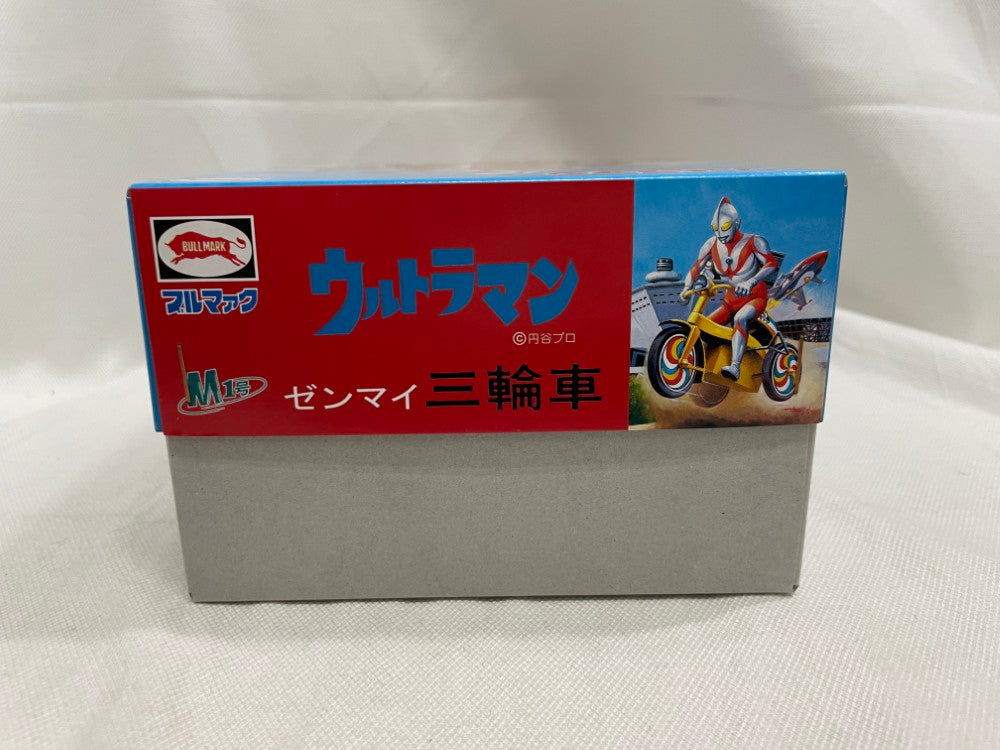 BULLMARK
ブルマァク
ウルトラマン
©円谷プロ
M1号
ゼンマイ 三輪車